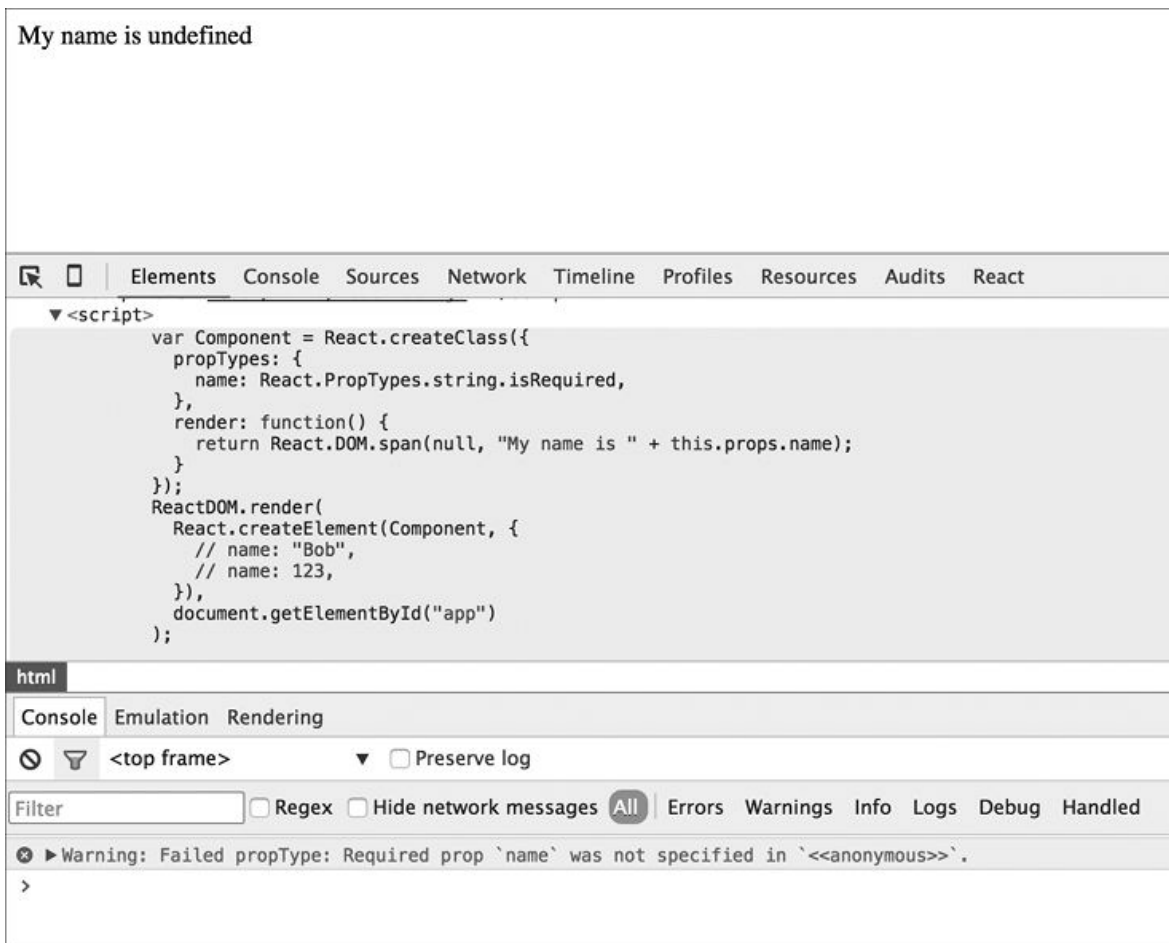 My name is undefined
Elements Console Sources Network Timeline Profiles Resources Audits React
▼<script>
var Component = React.createClass({
propTypes: {
name: React.PropTypes.string.isRequired,
},
render: function() {
return React.DOM.span(null, "My name is " + this.props.name);
}
});
ReactDOM.render(
React.createElement(Component, {
// name: "Bob",
// name: 123,
}),
document.getElementById("app")
);
html
Console Emulation Rendering
<top frame> ▼ Preserve log
Filter Regex Hide network messages All Errors Warnings Info Logs Debug Handled
▶Warning: Failed propType: Required prop `name` was not specified in `<<anonymous>>`.
>